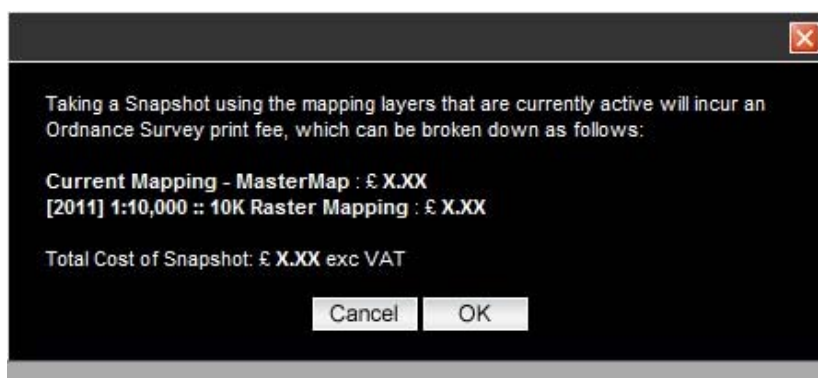 Taking a Snapshot using the mapping layers that are currently active will incur an
Ordnance Survey print fee, which can be broken down as follows:
Current Mapping - MasterMap : £ X.XX
[2011] 1:10,000 :: 10K Raster Mapping : £ X.XX
Total Cost of Snapshot: £ X.XX exc VAT
Cancel OK